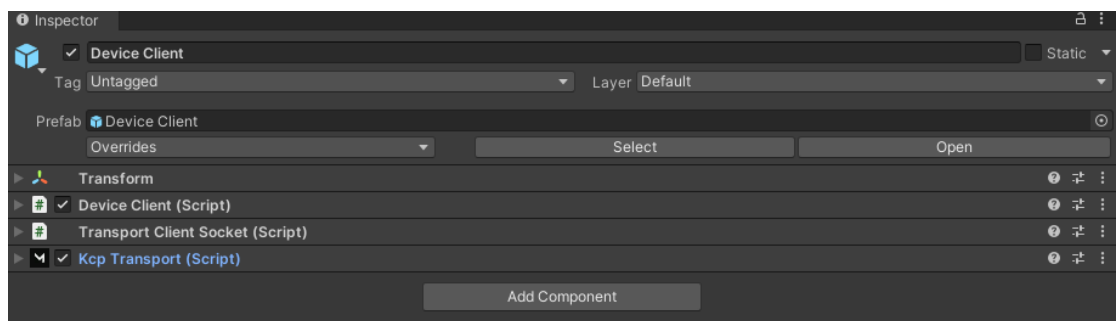 Inspector
Device Client
Static
Tag Untagged Layer Default
Prefab Device Client
Overrides Select Open
Transform
# Device Client (Script)
# Transport Client Socket (Script)
Kcp Transport (Script)
Add Component